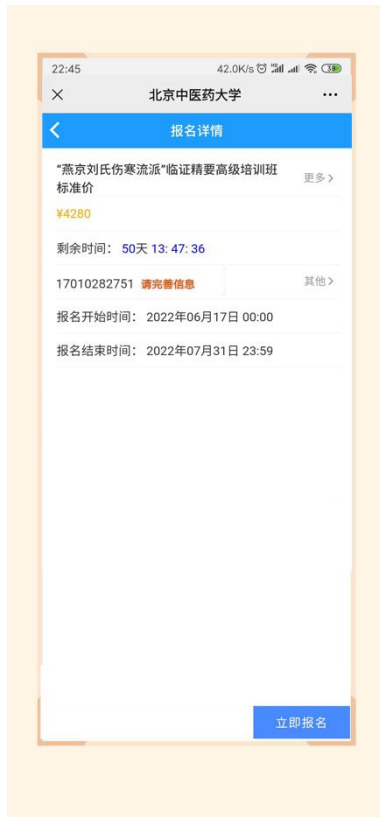 22:45 42.0K/s
北京中医药大学 ...
报名详情
“燕京刘氏伤寒流派”临证精要高级培训班
标准价
更多
¥4280
剩余时间： 50天 13: 47: 36
17010282751 请完善信息 其他
报名开始时间： 2022年06月17日 00:00
报名结束时间： 2022年07月31日 23:59
立即报名